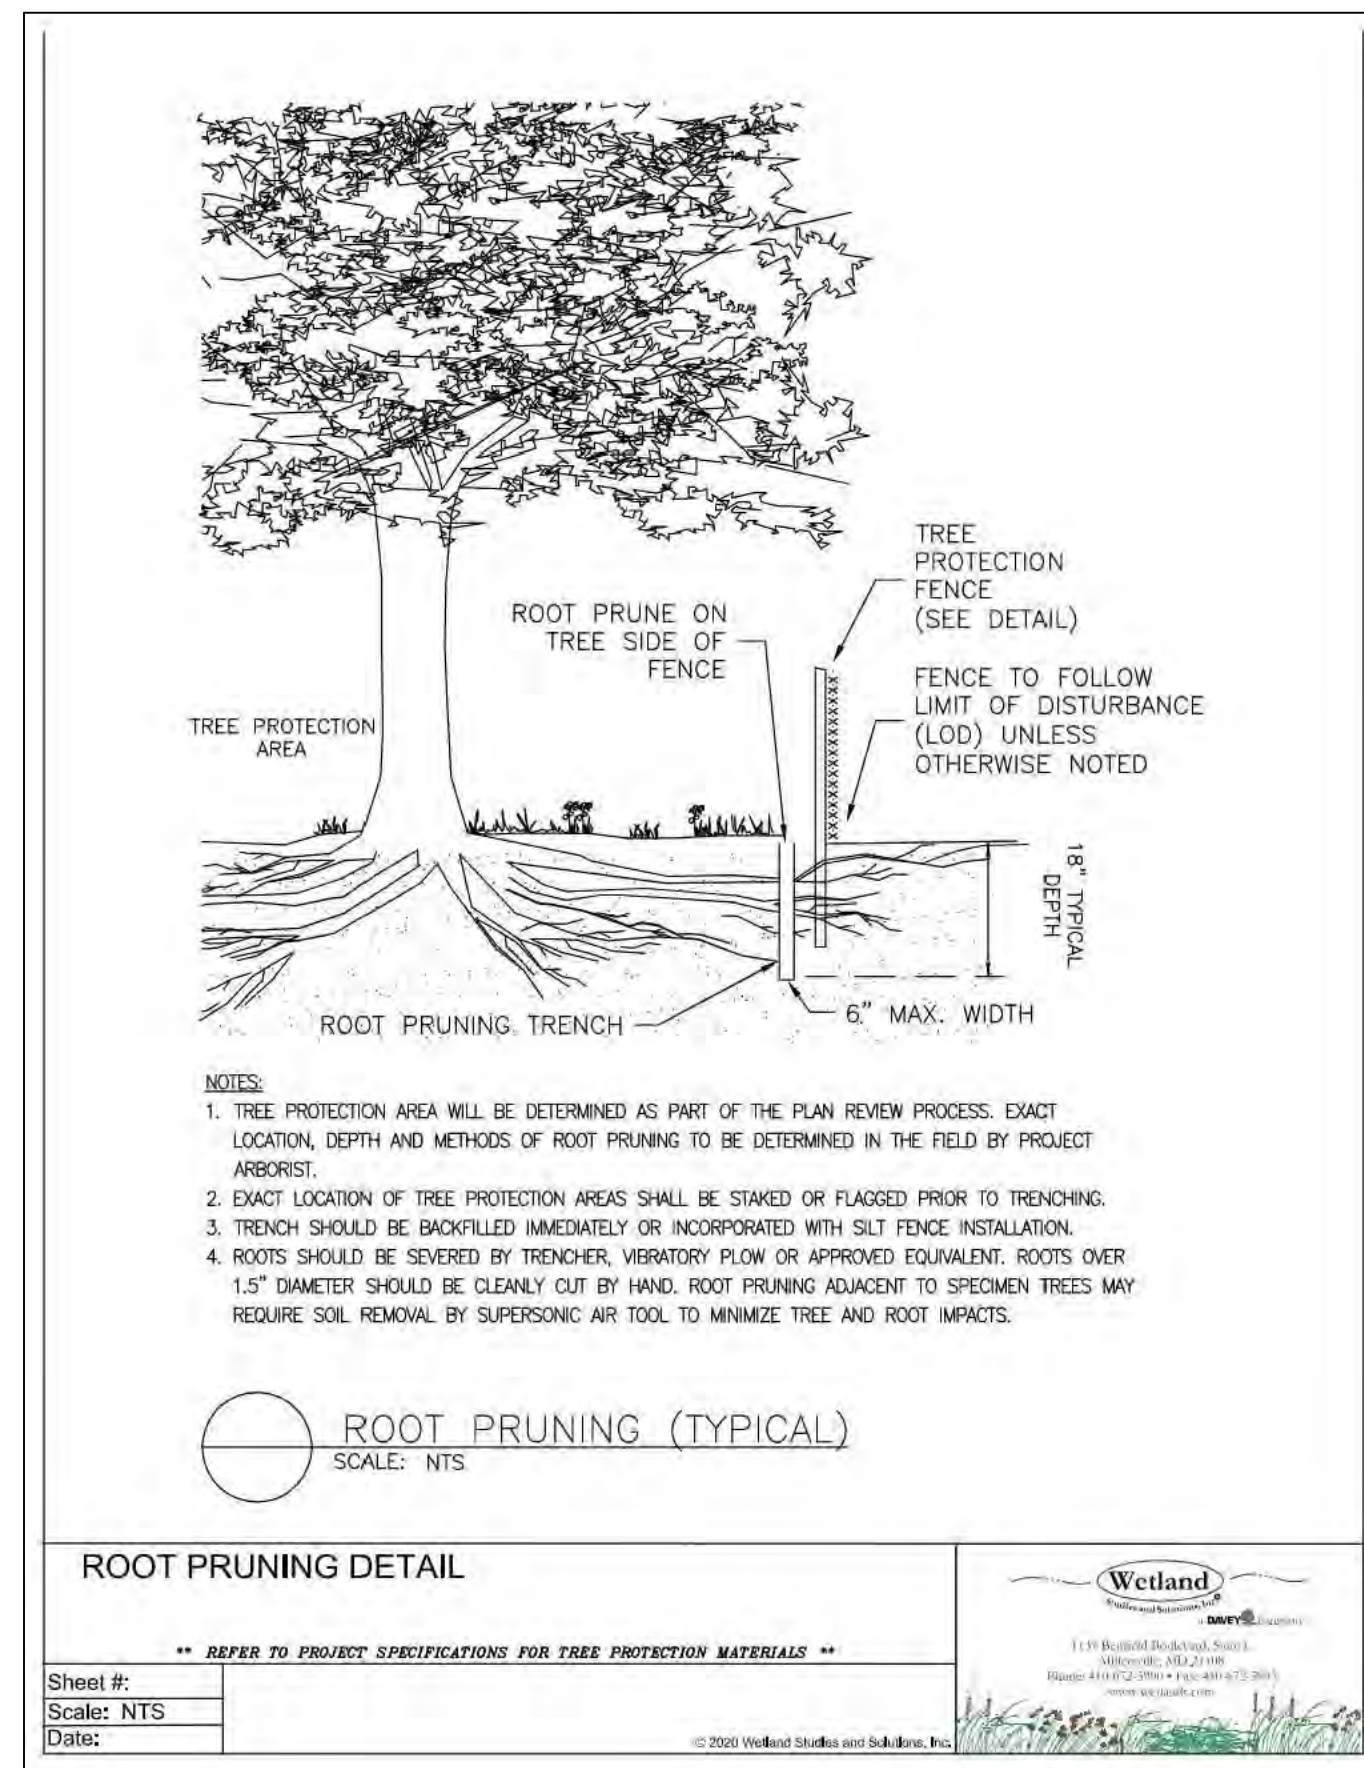 TREE
PROTECTION
FENCE
(SEE DETAIL)
ROOT PRUNE ON
TREE SIDE OF
FENCE
FENCE TO FOLLOW
LIMIT OF DISTURBANCE
(LOD) UNLESS
OTHERWISE NOTED
TREE PROTECTION
AREA
18" TYPICAL
DEPTH
ROOT PRUNING TRENCH
6" MAX. WIDTH
NOTES:
1. TREE PROTECTION AREA WILL BE DETERMINED AS PART OF THE PLAN REVIEW PROCESS. EXACT
LOCATION, DEPTH AND METHODS OF ROOT PRUNING TO BE DETERMINED IN THE FIELD BY PROJECT
ARBORIST.
2. EXACT LOCATION OF TREE PROTECTION AREAS SHALL BE STAKED OR FLAGGED PRIOR TO TRENCHING.
3. TRENCH SHOULD BE BACKFILLED IMMEDIATELY OR INCORPORATED WITH SILT FENCE INSTALLATION.
4. ROOTS SHOULD BE SEVERED BY TRENCHER, VIBRATORY PLOW OR APPROVED EQUIVALENT. ROOTS OVER
1.5" DIAMETER SHOULD BE CLEANLY CUT BY HAND. ROOT PRUNING ADJACENT TO SPECIMEN TREES MAY
REQUIRE SOIL REMOVAL BY SUPERSONIC AIR TOOL TO MINIMIZE TREE AND ROOT IMPACTS.
ROOT PRUNING (TYPICAL)
SCALE: NTS
ROOT PRUNING DETAIL
** REFER TO PROJECT SPECIFICATIONS FOR TREE PROTECTION MATERIALS **
Sheet #:
Scale: NTS
Date:
© 2020 Wetland Studies and Solutions, Inc.
Wetland
Studies and Solutions, Inc.
a DAVEY company
Millersville, MD 21108